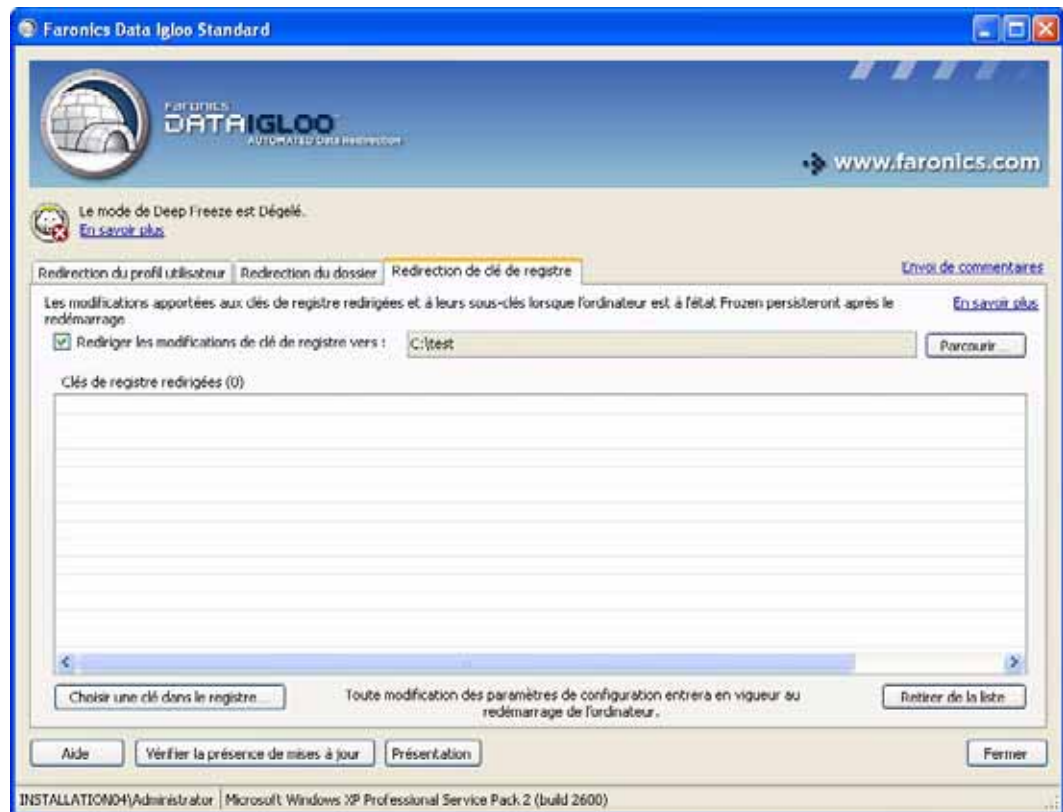 Faronics Data Igloo Standard
FARONICS
DATAIGLOO
AUTOMATED Data Redirection
www.faronics.com
Le mode de Deep Freeze est Dégelé.
En savoir plus
Redirection du profil utilisateur
Redirection du dossier
Redirection de clé de registre
Envoi de commentaires
Les modifications apportées aux clés de registre redirigées et à leurs sous-clés lorsque l'ordinateur est à l'état Frozen persisteront après le
redémarrage
En savoir plus
Rediriger les modifications de clé de registre vers :
C:\test
Parcourir ...
Clés de registre redirigées (0)
Choisir une clé dans le registre...
Toute modification des paramètres de configuration entrera en vigueur au
redémarrage de l'ordinateur.
Retirer de la liste
Aide
Vérifier la présence de mises à jour
Présentation
Fermer
INSTALLATION04\Administrator
Microsoft Windows XP Professional Service Pack 2 (build 2600)